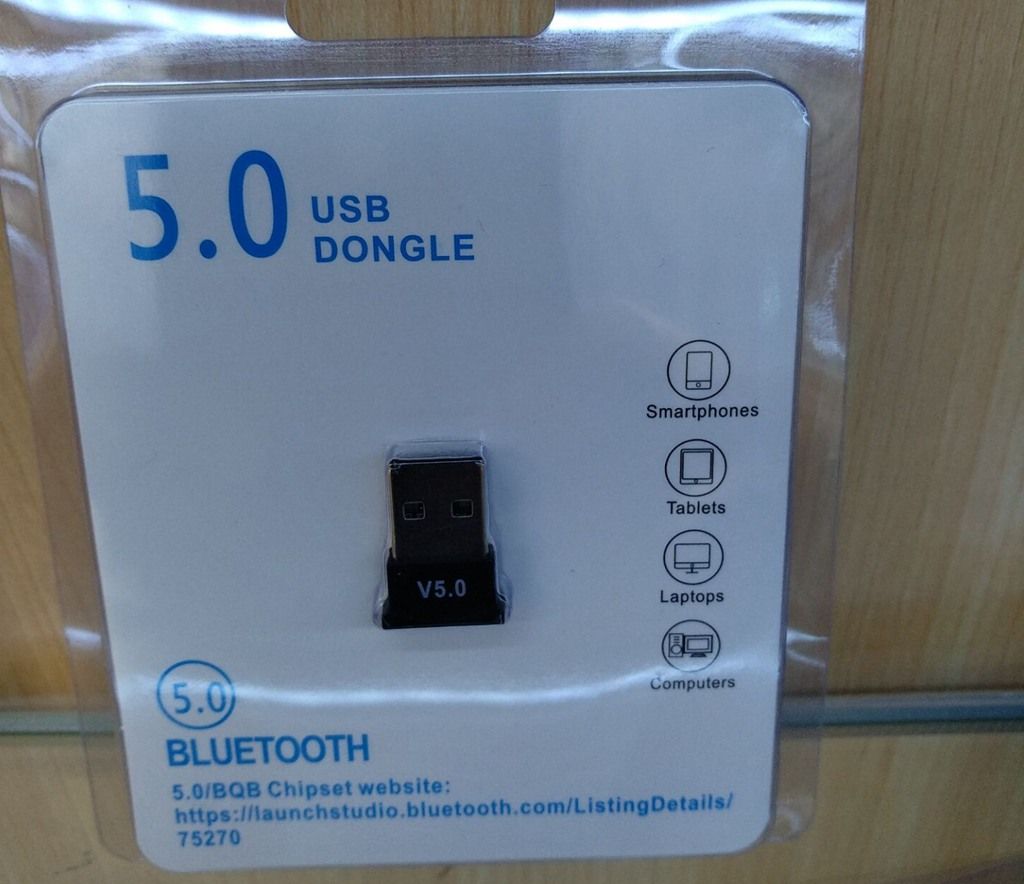 5.0 USB
DONGLE
Smartphones
Tablets
Laptops
Computers
V5.0
5.0
BLUETOOTH
5.0/BQB Chipset website:
https://launchstudio.bluetooth.com/ListingDetails/
75270